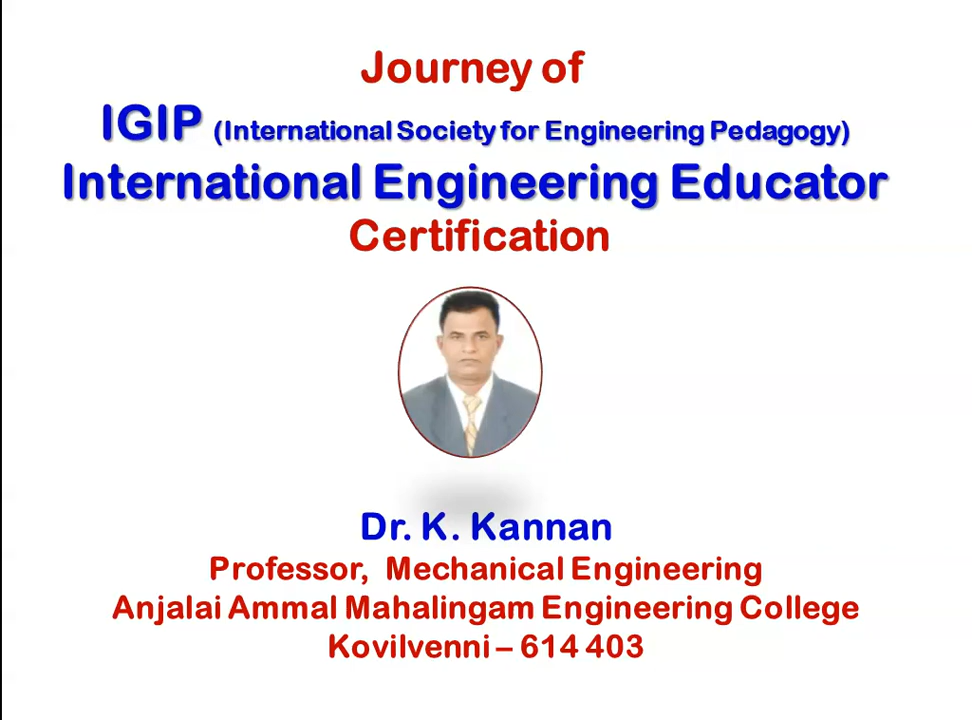 Journey of
IGIP (International Society for Engineering Pedagogy)
International Engineering Educator
Certification
Dr. K. Kannan
Professor, Mechanical Engineering
Anjalai Ammal Mahalingam Engineering College
Kovilvenni – 614 403